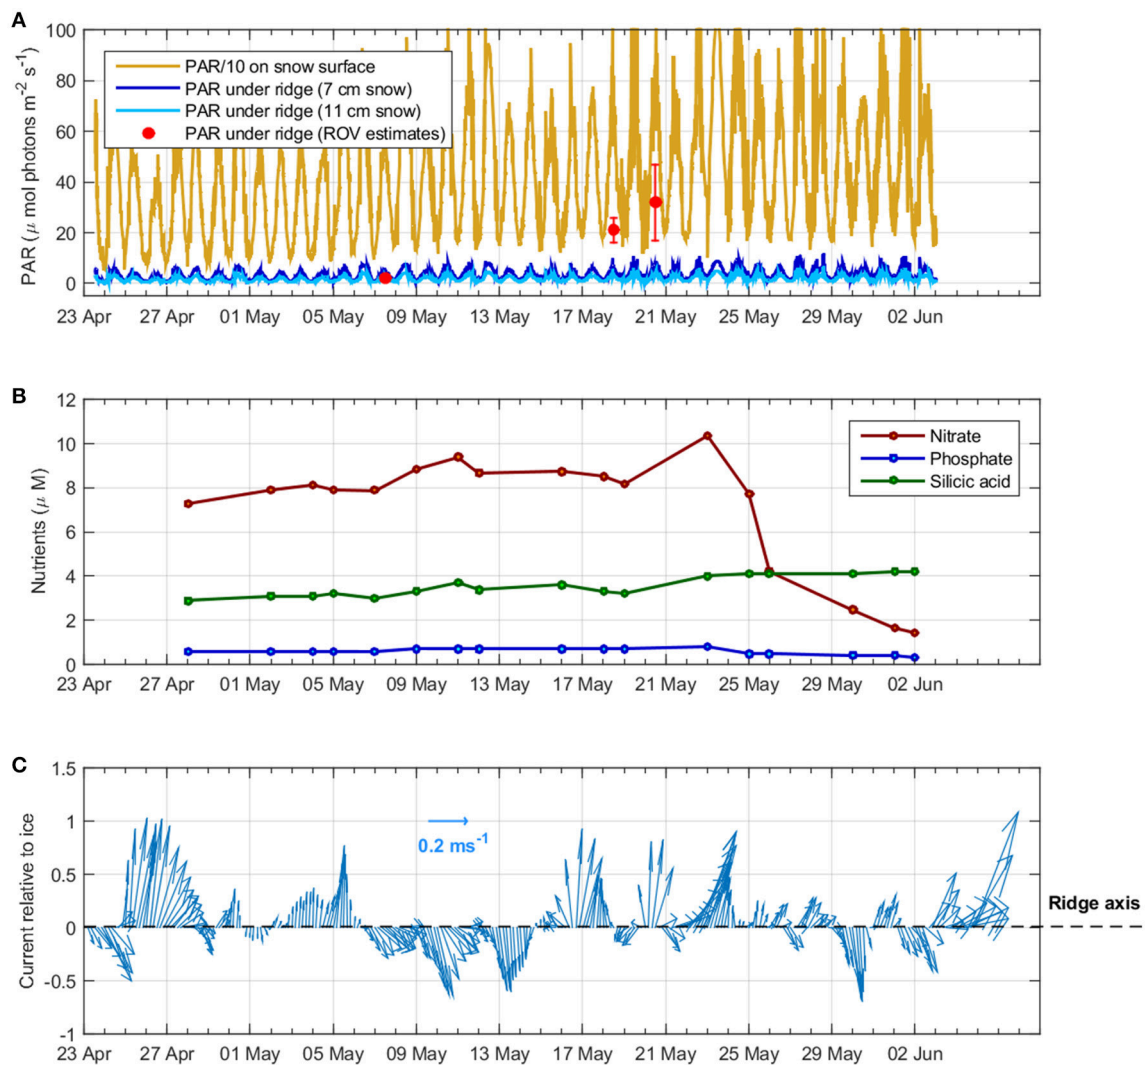 A
PAR (μ mol photons m-2 s-1)
100
80
60
40
20
0
PAR/10 on snow surface
PAR under ridge (7 cm snow)
PAR under ridge (11 cm snow)
PAR under ridge (ROV estimates)
23 Apr 27 Apr 01 May 05 May 09 May 13 May 17 May 21 May 25 May 29 May 02 Jun
B
Nutrients (μ M)
12
10
8
6
4
2
0
Nitrate
Phosphate
Silicic acid
23 Apr 27 Apr 01 May 05 May 09 May 13 May 17 May 21 May 25 May 29 May 02 Jun
C
Current relative to ice
1.5
1
0.5
0
-0.5
-1
0.2 ms-1
Ridge axis
23 Apr 27 Apr 01 May 05 May 09 May 13 May 17 May 21 May 25 May 29 May 02 Jun